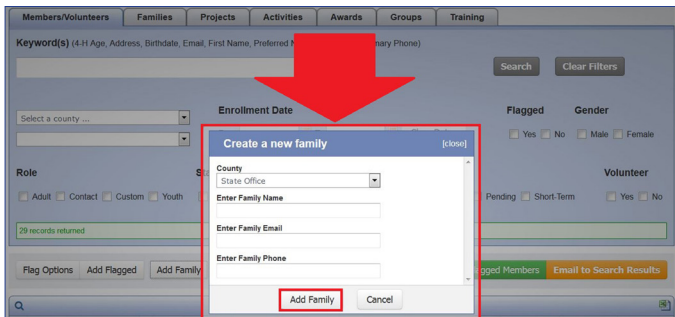 Members/Volunteers Families Projects Activities Awards Groups Training
Keyword(s) (4-H Age, Address, Birthdate, Email, First Name, Preferred nary Phone)
Search Clear Filters
Enrollment Date Flagged Gender
Select a county ...
Yes No Male Female
Create a new family [close]
County
State Office
Role Volunteer
Enter Family Name
Adult Contact Custom Youth Pending Short-Term Yes No
Enter Family Email
29 records returned
Enter Family Phone
Flag Options Add Flagged Add Family gged Members Email to Search Results
Add Family Cancel